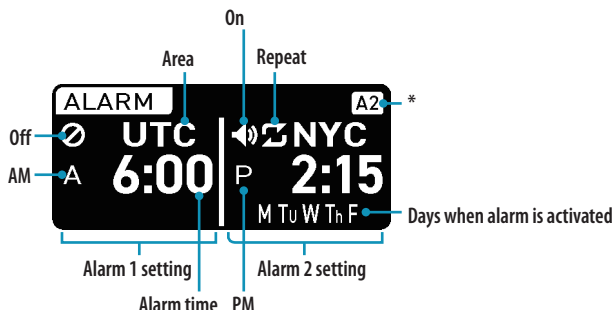 On
Area
Repeat
ALARM
A2
*
Off
UTC
NYC
AM
A
6:00
P
2:15
M Tu W Th F
Days when alarm is activated
Alarm 1 setting
Alarm 2 setting
Alarm time
PM